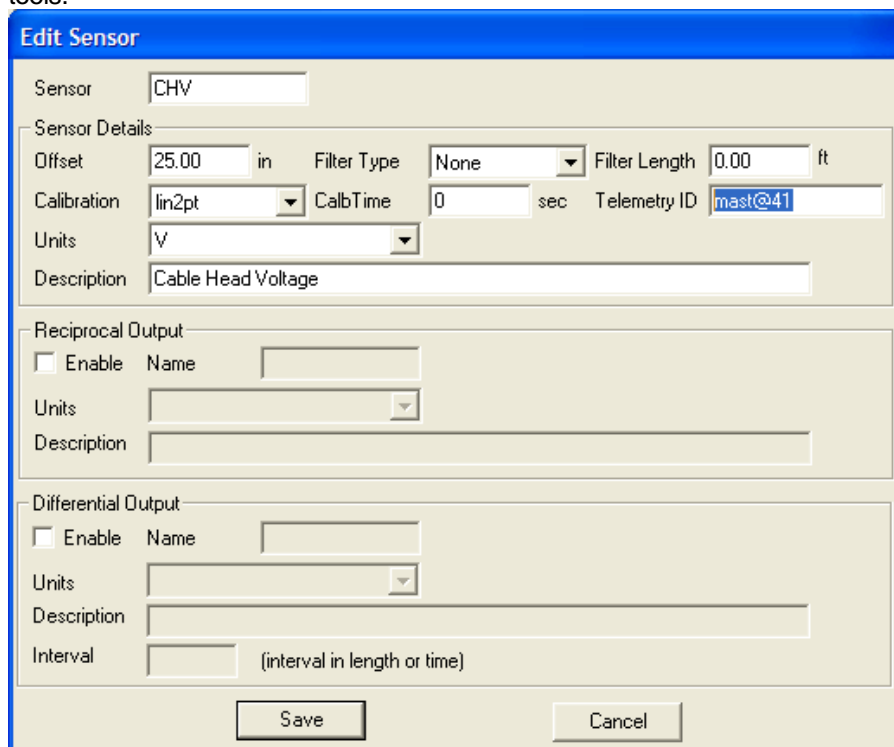 tools.
Edit Sensor
Sensor CHV
Sensor Details
Offset 25.00 in Filter Type None Filter Length 0.00 ft
Calibration lin2pt CalbTime 0 sec Telemetry ID mast@41
Units V
Description Cable Head Voltage
Reciprocal Output
Enable Name
Units
Description
Differential Output
Enable Name
Units
Description
Interval (interval in length or time)
Save Cancel